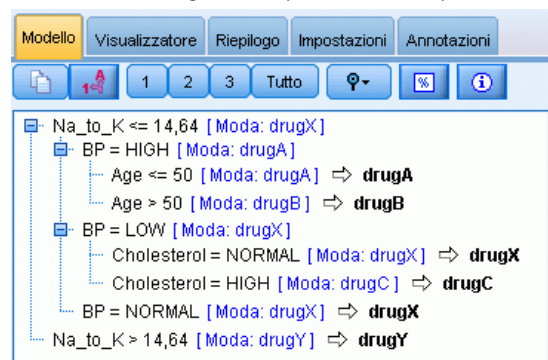 Modello Visualizzatore Riepilogo Impostazioni Annotazioni
1 2 3 Tutto %
Na_to_K <= 14,64 [ Moda: drugX ]
BP = HIGH [ Moda: drugA ]
Age <= 50 [ Moda: drugA ] ⇨ drugA
Age > 50 [ Moda: drugB ] ⇨ drugB
BP = LOW [ Moda: drugX ]
Cholesterol = NORMAL [ Moda: drugX ] ⇨ drugX
Cholesterol = HIGH [ Moda: drugC ] ⇨ drugC
BP = NORMAL [ Moda: drugX ] ⇨ drugX
Na_to_K > 14,64 [ Moda: drugY ] ⇨ drugY